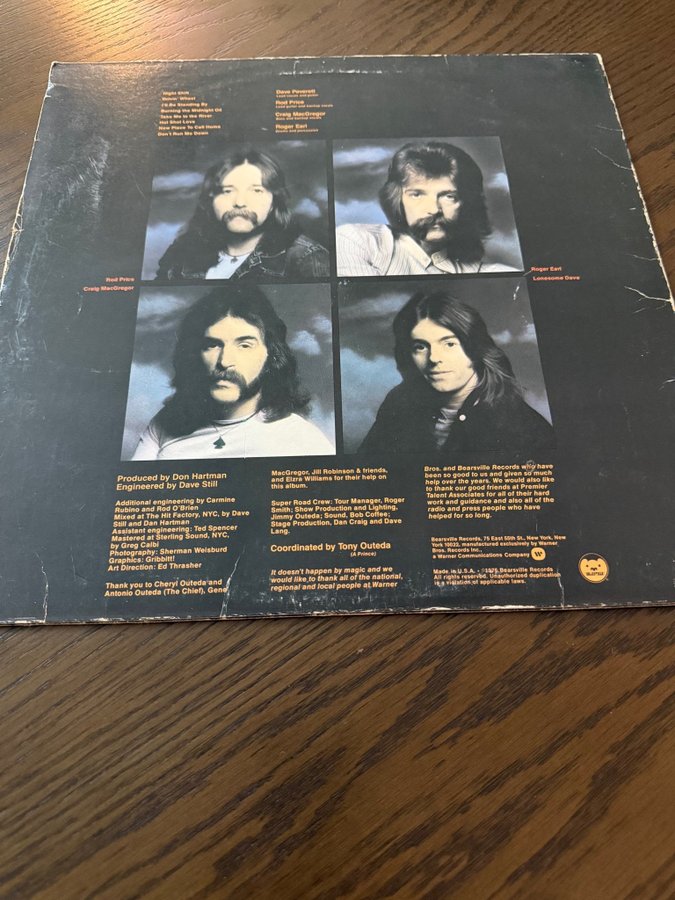 Night Shift
Drivin' Wheel
I'll Be Standing By
Burning the Midnight Oil
Take Me to the River
Hot Shot Love
New Place To Call Home
Don't Run Me Down
Dave Peverett
Lead vocals and guitar
Rod Price
Lead guitar and backup vocals
Craig MacGregor
Bass and backup vocals
Roger Earl
Drums and percussion
Rod Price
Craig MacGregor
Roger Earl
Lonesome Dave
Produced by Don Hartman
Engineered by Dave Still
Additional engineering by Carmine
Rubino and Rod O'Brien
Mixed at The Hit Factory, NYC, by Dave
Still and Dan Hartman
Assistant engineering: Ted Spencer
Mastered at Sterling Sound, NYC,
by Greg Calbi
Photography: Sherman Weisburd
Graphics: Gribbitt!
Art Direction: Ed Thrasher
Thank you to Cheryl Outeda and
Antonio Outeda (The Chief), Gene
MacGregor, Jill Robinson & friends,
and Elzra Williams for their help on
this album.
Super Road Crew: Tour Manager, Roger
Smith; Show Production and Lighting,
Jimmy Outeda; Sound, Bob Coffee;
Stage Production, Dan Craig and Dave
Lang.
Coordinated by Tony Outeda
(A Prince)
It doesn't happen by magic and we
would like to thank all of the national,
regional and local people at Warner
Bros. and Bearsville Records who have
been so good to us and given so much
help over the years. We would also like
to thank our good friends at Premier
Talent Associates for all of their hard
work and guidance and also all of the
radio and press people who have
helped for so long.
Bearsville Records, 75 East 55th St., New York, New
York 10022, manufactured exclusively by Warner
Bros. Records Inc.,
a Warner Communications Company
Made in U.S.A. • ©1976 Bearsville Records
All rights reserved. Unauthorized duplication
is a violation of applicable laws.